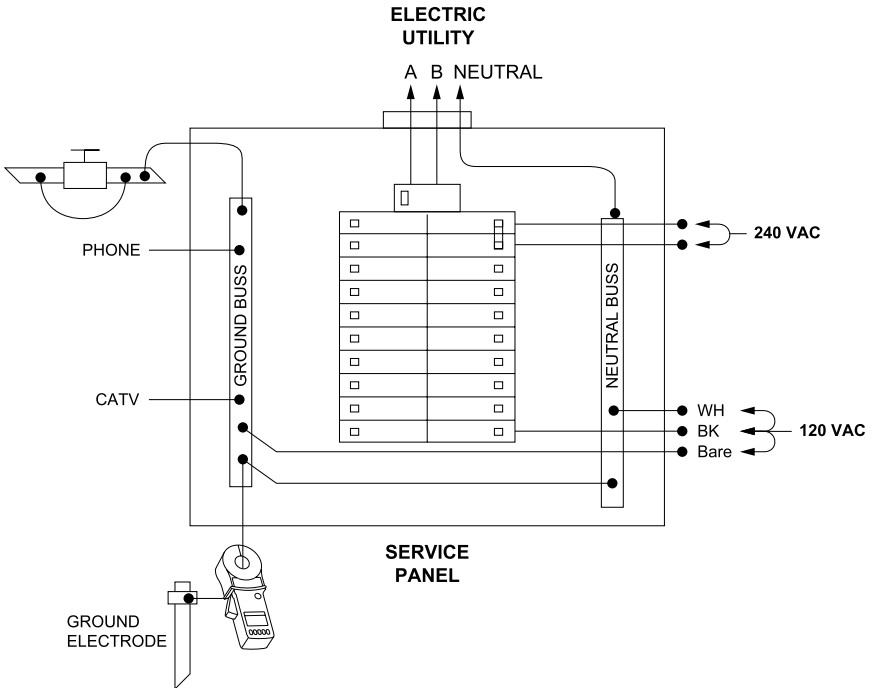 ELECTRIC
UTILITY
A B NEUTRAL
PHONE
GROUND BUSS
CATV
NEUTRAL BUSS
240 VAC
WH
BK
Bare
120 VAC
SERVICE
PANEL
GROUND
ELECTRODE